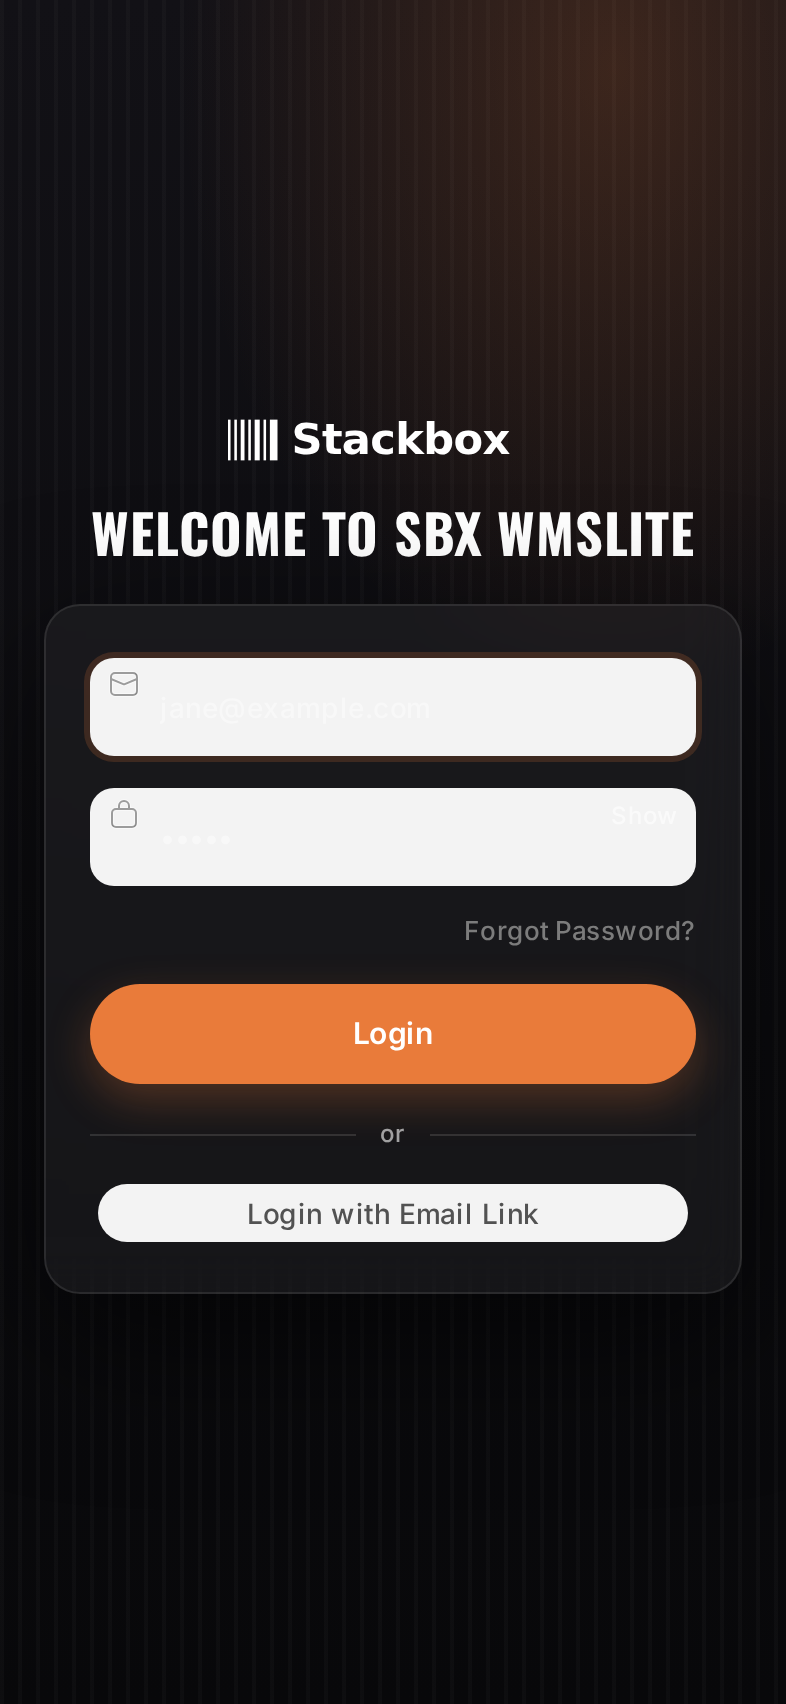 Stackbox
WELCOME TO SBX WMSLITE
jane@example.com
Show
•••••
Forgot Password?
Login
or
Login with Email Link